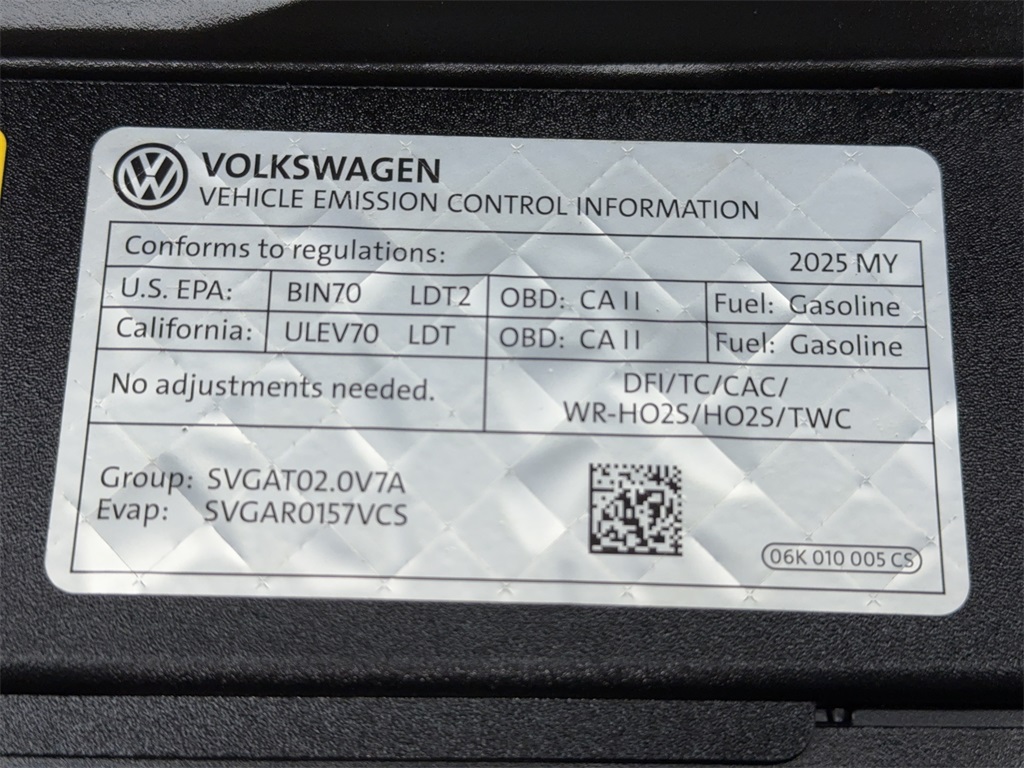 VOLKSWAGEN
VEHICLE EMISSION CONTROL INFORMATION
Conforms to regulations: 2025 MY
U.S. EPA: BIN70 LDT2 OBD: CA II Fuel: Gasoline
California: ULEV70 LDT OBD: CA II Fuel: Gasoline
No adjustments needed.
DFI/TC/CAC/
WR-HO2S/HO2S/TWC
Group: SVGAT02.0V7A
Evap: SVGAR0157VCS
06K 010 005 CS